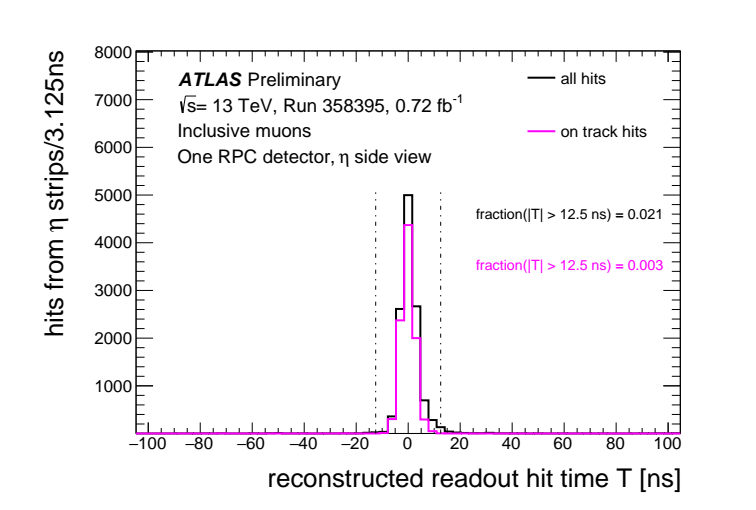 ATLAS Preliminary
√s= 13 TeV, Run 358395, 0.72 fb⁻¹
Inclusive muons
One RPC detector, η side view
all hits
on track hits
fraction(|T| > 12.5 ns) = 0.021
fraction(|T| > 12.5 ns) = 0.003
hits from η strips/3.125ns
8000
7000
6000
5000
4000
3000
2000
1000
−100 −80 −60 −40 −20 0 20 40 60 80 100
reconstructed readout hit time T [ns]